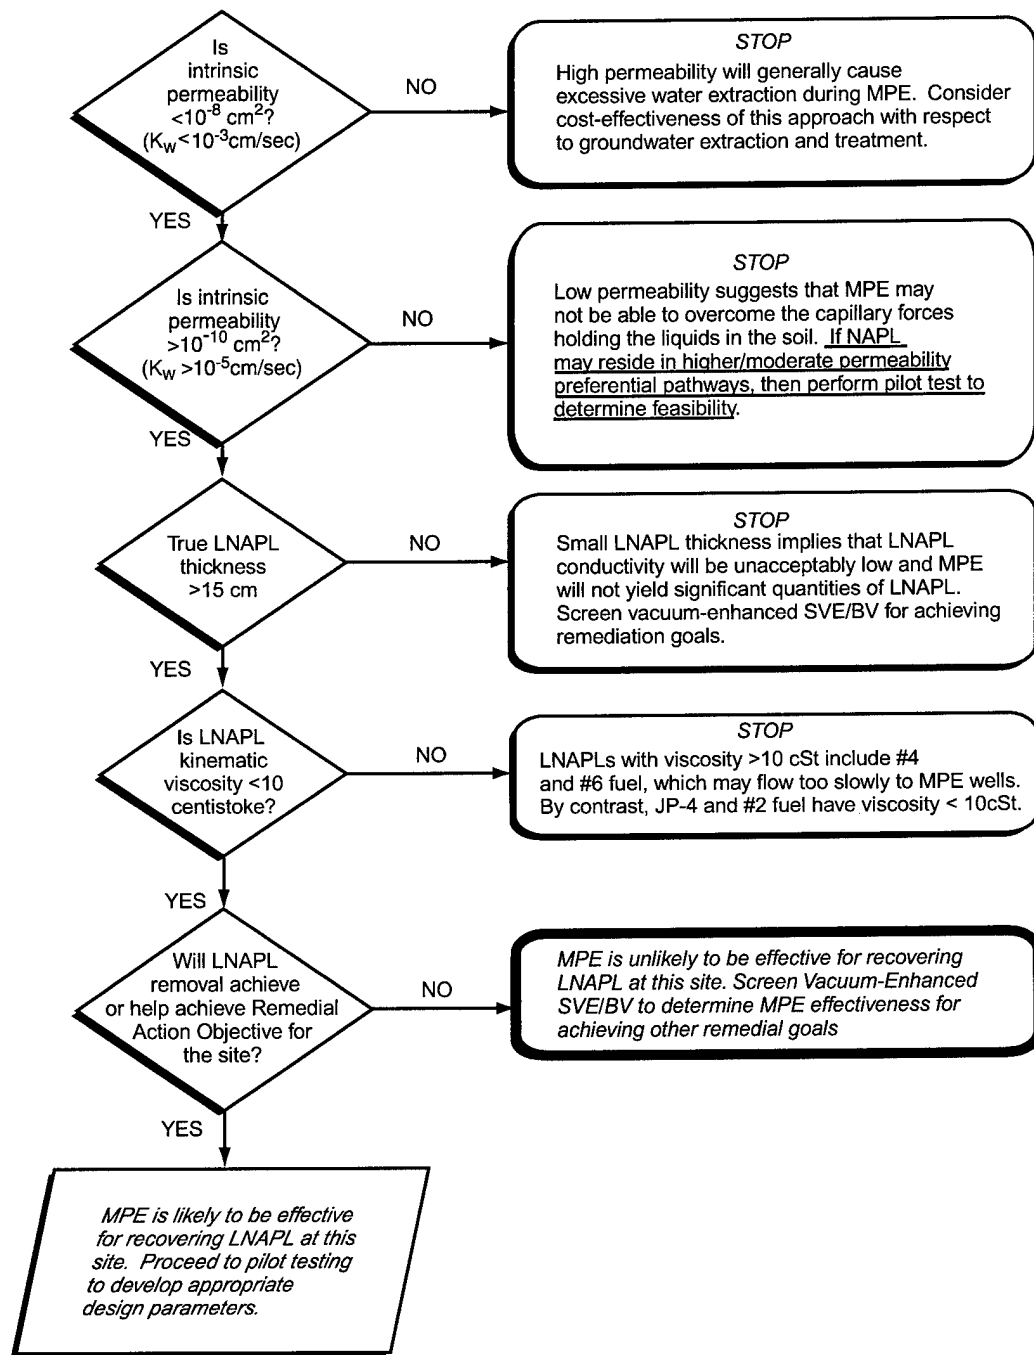 Is
intrinsic
permeability
<10⁻⁸ cm²?
(K_w <10⁻³cm/sec)
NO
STOP
High permeability will generally cause
excessive water extraction during MPE. Consider
cost-effectiveness of this approach with respect
to groundwater extraction and treatment.
YES
Is intrinsic
permeability
>10⁻¹⁰ cm²?
(K_w >10⁻⁵cm/sec)
NO
STOP
Low permeability suggests that MPE may
not be able to overcome the capillary forces
holding the liquids in the soil. If NAPL
may reside in higher/moderate permeability
preferential pathways, then perform pilot test to
determine feasibility.
YES
True LNAPL
thickness
>15 cm
NO
STOP
Small LNAPL thickness implies that LNAPL
conductivity will be unacceptably low and MPE
will not yield significant quantities of LNAPL.
Screen vacuum-enhanced SVE/BV for achieving
remediation goals.
YES
Is LNAPL
kinematic
viscosity <10
centistoke?
NO
STOP
LNAPLs with viscosity >10 cSt include #4
and #6 fuel, which may flow too slowly to MPE wells.
By contrast, JP-4 and #2 fuel have viscosity < 10cSt.
YES
Will LNAPL
removal achieve
or help achieve Remedial
Action Objective for
the site?
NO
MPE is unlikely to be effective for recovering
LNAPL at this site. Screen Vacuum-Enhanced
SVE/BV to determine MPE effectiveness for
achieving other remedial goals
YES
MPE is likely to be effective
for recovering LNAPL at this
site. Proceed to pilot testing
to develop appropriate
design parameters.